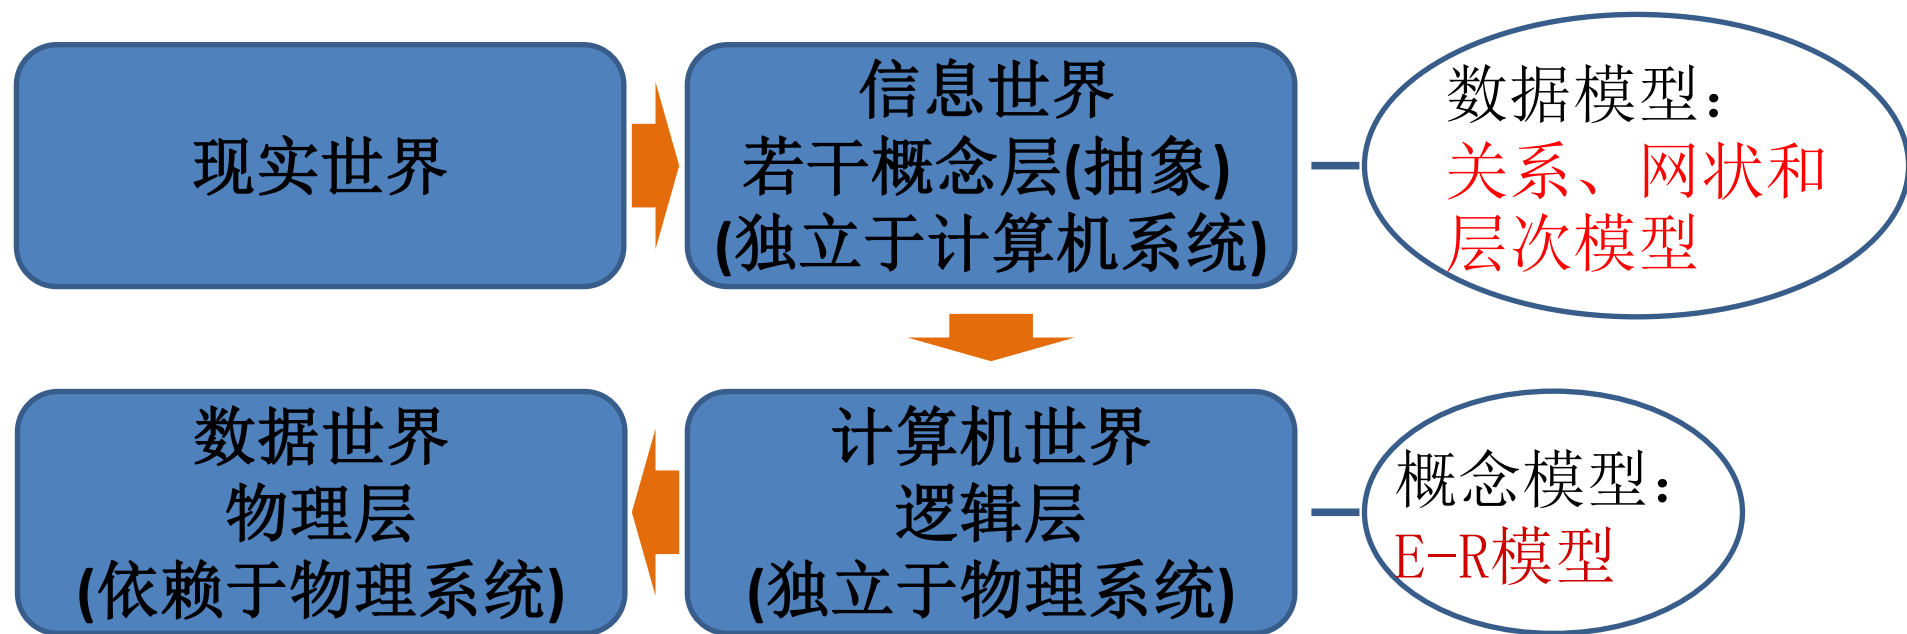 现实世界
信息世界
若干概念层(抽象)
(独立于计算机系统)
数据模型：
关系、网状和
层次模型
数据世界
物理层
(依赖于物理系统)
计算机世界
逻辑层
(独立于物理系统)
概念模型：
E-R模型